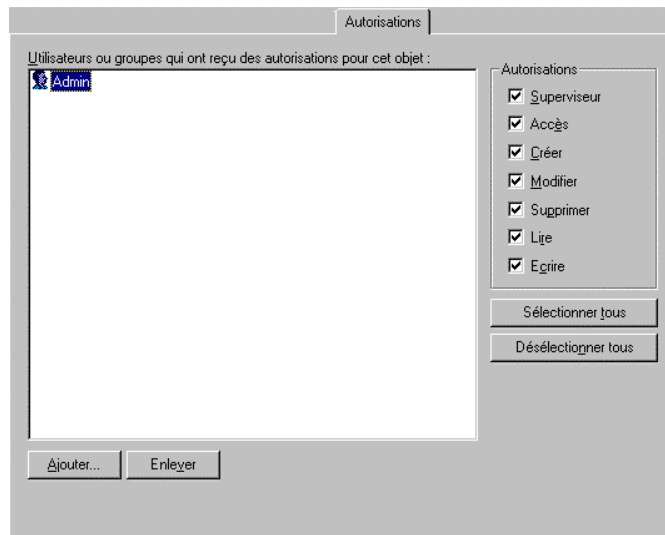 Autorisations
Utilisateurs ou groupes qui ont reçu des autorisations pour cet objet :
Admin
Autorisations
Superviseur
Accès
Créer
Modifier
Supprimer
Lire
Ecrire
Sélectionner tous
Désélectionner tous
Ajouter...
Enlever